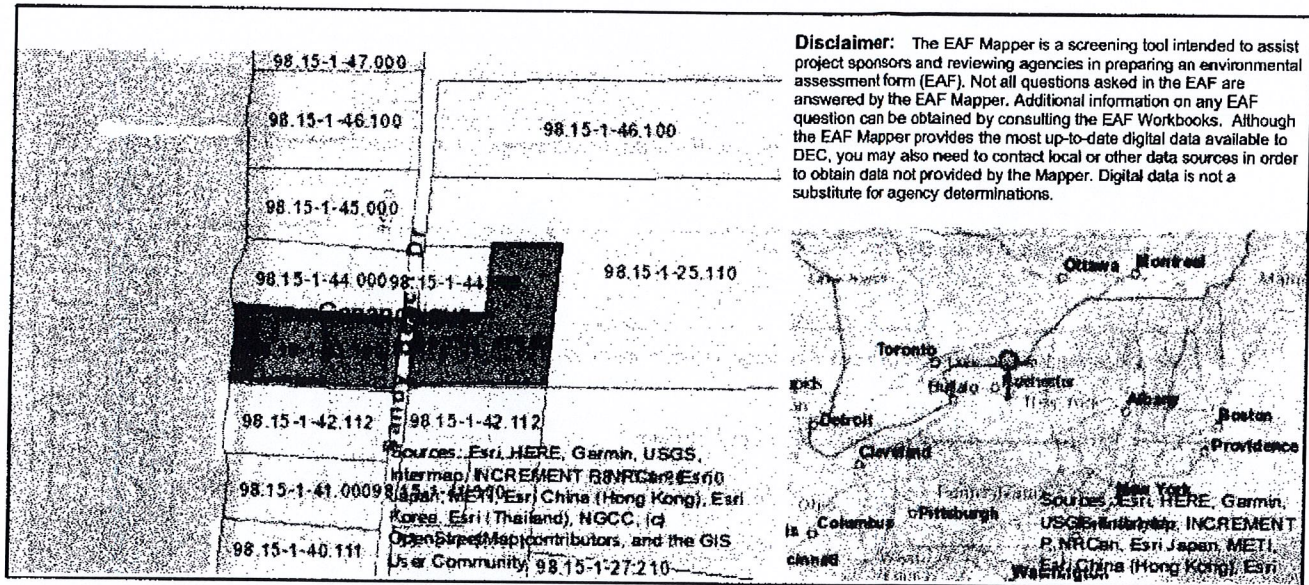 Disclaimer: The EAF Mapper is a screening tool intended to assist
project sponsors and reviewing agencies in preparing an environmental
assessment form (EAF). Not all questions asked in the EAF are
answered by the EAF Mapper. Additional information on any EAF
question can be obtained by consulting the EAF Workbooks. Although
the EAF Mapper provides the most up-to-date digital data available to
DEC, you may also need to contact local or other data sources in order
to obtain data not provided by the Mapper. Digital data is not a
substitute for agency determinations.
98.15-1-47.000
98.15-1-46.100
98.15-1-46.100
98.15-1-45.000
98.15-1-44.000
98.15-1-44
98.15-1-25.110
98.15-1-42.112
98.15-1-42.112
98.15-1-41.000
98.15-1-40.111
98.15-1-27.210
Sources: Esri, HERE, Garmin, USGS,
Intermap, INCREMENT
Japan, METI, Esri China (Hong Kong), Esri
Korea, Esri (Thailand), NGCC, (c)
OpenStreetMap contributors, and the GIS
User Community
Ottawa
Montreal
Toronto
Buffalo
Rochester
Detroit
Albany
Boston
Cleveland
Providence
New York
Columbus
Pittsburgh
Washington
Sources: Esri, HERE, Garmin,
INCREMENT
P, NRCan, Esri Japan, METI,
Esri China (Hong Kong), Esri